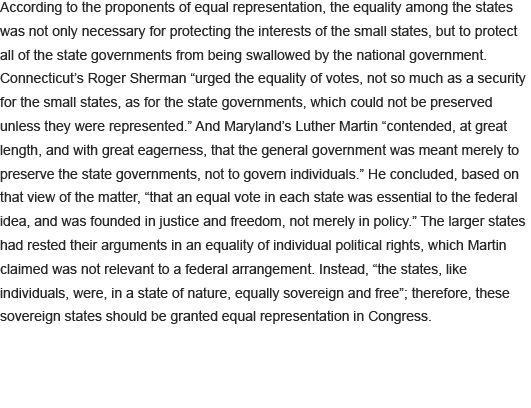 According to the proponents of equal representation, the equality among the states
was not only necessary for protecting the interests of the small states, but to protect
all of the state governments from being swallowed by the national government.
Connecticut’s Roger Sherman “urged the equality of votes, not so much as a security
for the small states, as for the state governments, which could not be preserved
unless they were represented.” And Maryland’s Luther Martin “contended, at great
length, and with great eagerness, that the general government was meant merely to
preserve the state governments, not to govern individuals.” He concluded, based on
that view of the matter, “that an equal vote in each state was essential to the federal
idea, and was founded in justice and freedom, not merely in policy.” The larger states
had rested their arguments in an equality of individual political rights, which Martin
claimed was not relevant to a federal arrangement. Instead, “the states, like
individuals, were, in a state of nature, equally sovereign and free”; therefore, these
sovereign states should be granted equal representation in Congress.